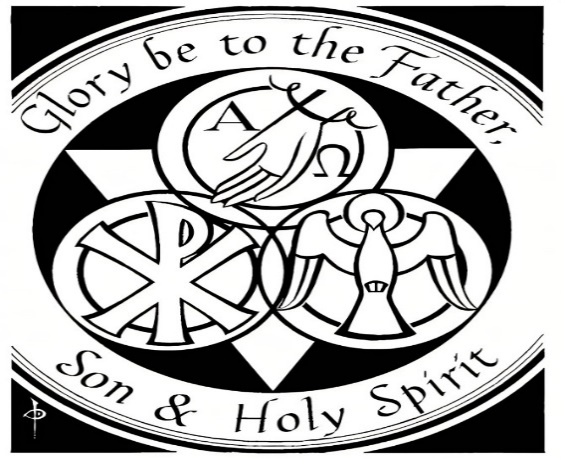 Glory be to the Father,
Α Ω
Son & Holy Spirit